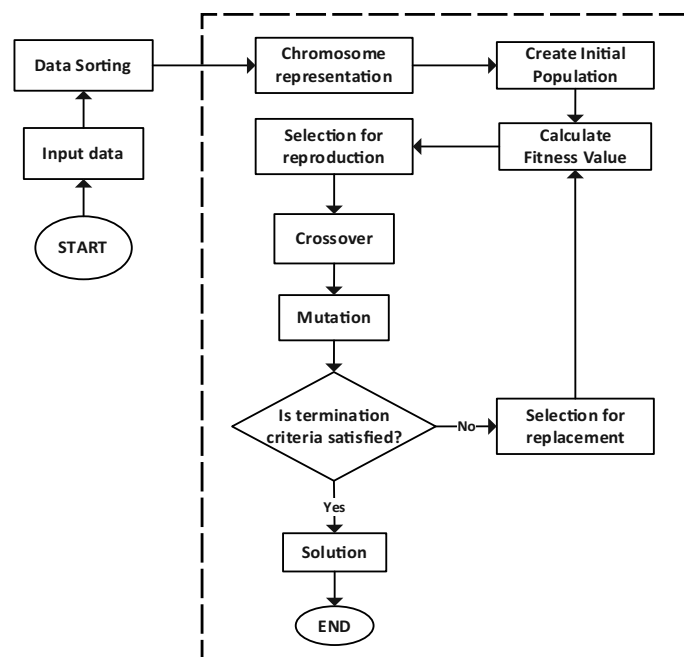 START
Input data
Data Sorting
Chromosome
representation
Create Initial
Population
Calculate
Fitness Value
Selection for
reproduction
Crossover
Mutation
Is termination
criteria satisfied?
No
Selection for
replacement
Yes
Solution
END